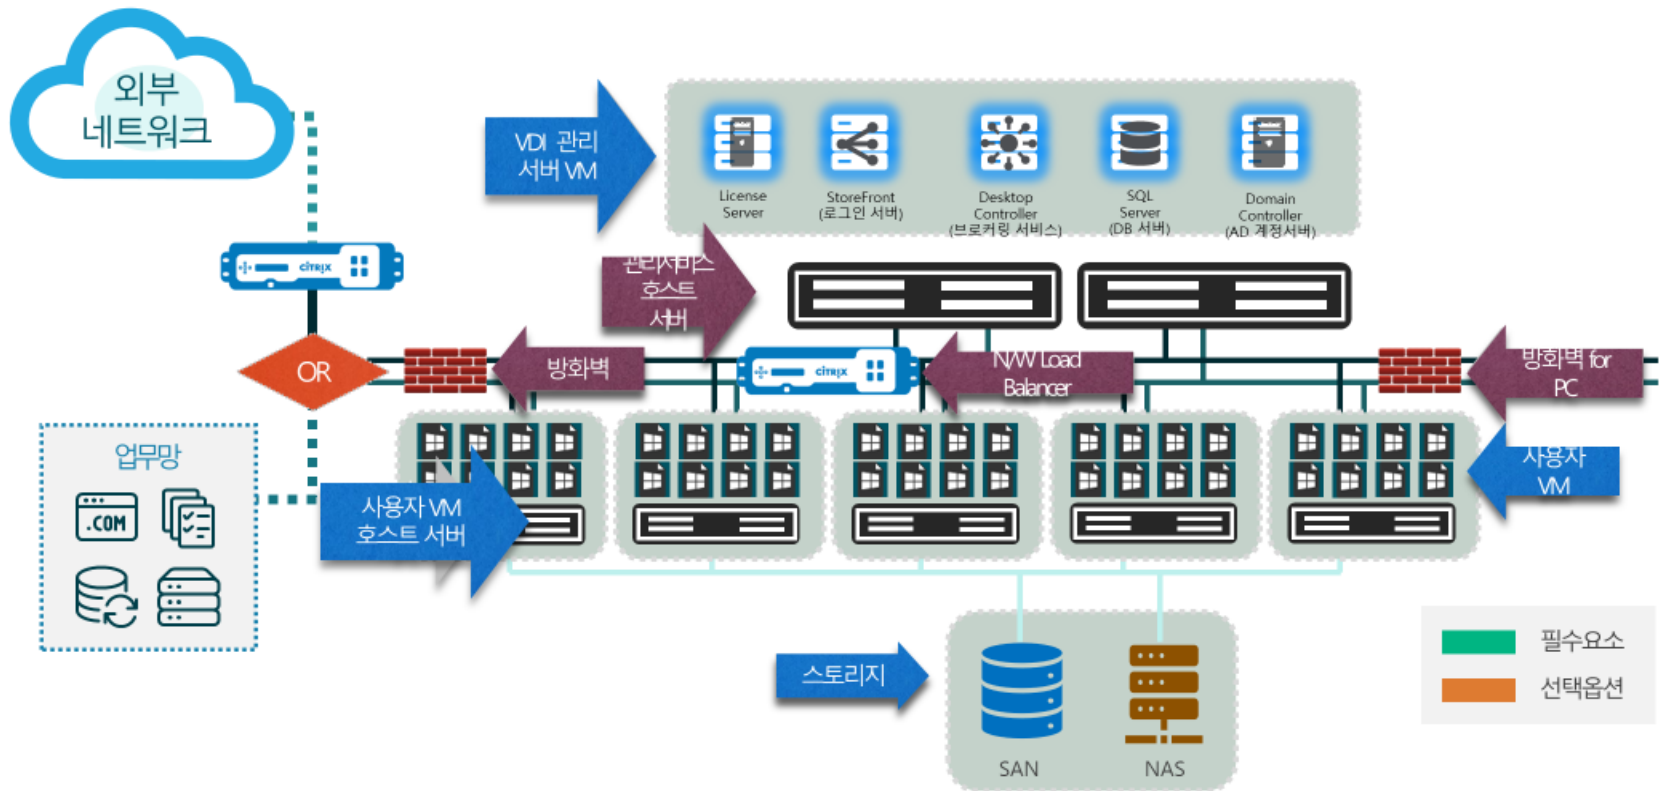 외부
네트워크
VDI 관리
서버 VM
License
Server
StoreFront
(로그인 서버)
Desktop
Controller
(브로커링 서비스)
SQL
Server
(DB 서버)
Domain
Controller
(AD 계정서버)
CITRIX
관리서비스
호스트
서버
OR
방화벽
CITRIX
N/W Load
Balancer
방화벽 for
PC
업무망
.COM
사용자 VM
호스트 서버
사용자
VM
스토리지
SAN
NAS
필수요소
선택옵션